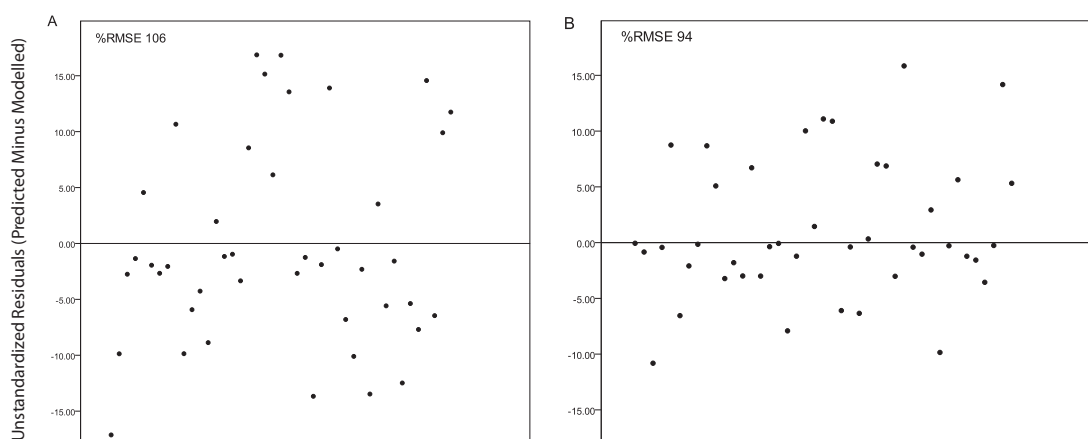 A
%RMSE 106
Unstandardized Residuals (Predicted Minus Modelled)
15.00
10.00
5.00
0.00
-5.00
-10.00
-15.00
B
%RMSE 94
15.00
10.00
5.00
0.00
-5.00
-10.00
-15.00